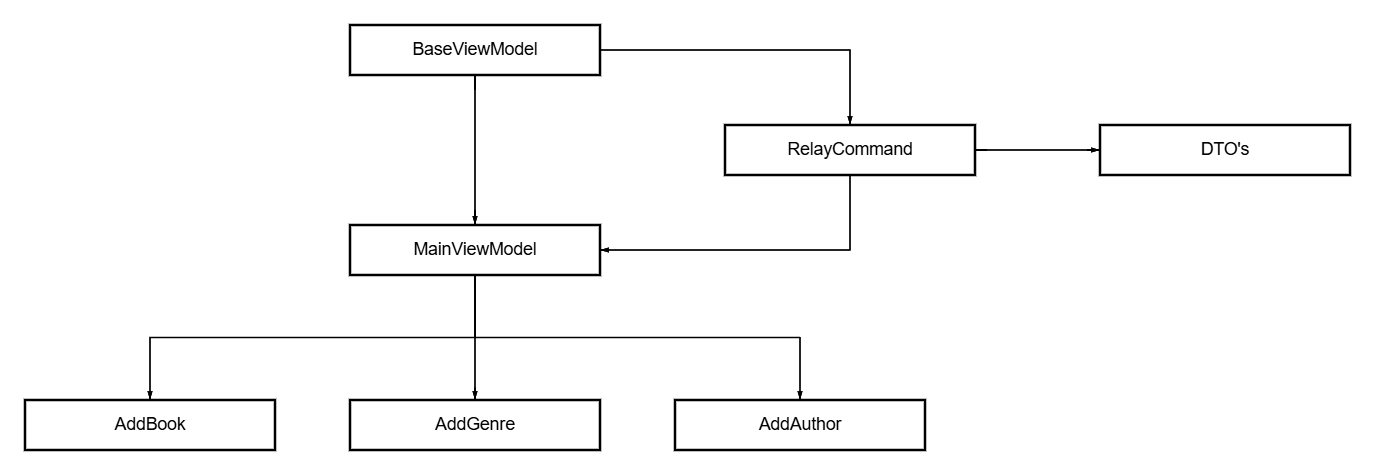 BaseViewModel
RelayCommand
DTO's
MainViewModel
AddBook
AddGenre
AddAuthor